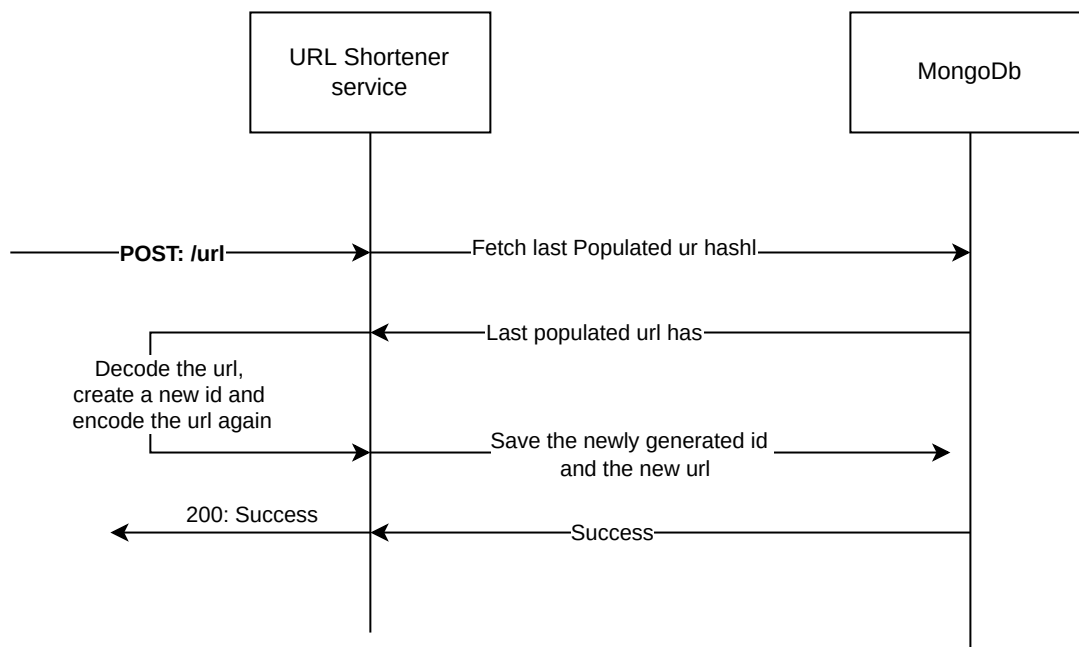 URL Shortener
service
MongoDb
POST: /url
Fetch last Populated ur hashl
Last populated url has
Decode the url,
create a new id and
encode the url again
Save the newly generated id
and the new url
200: Success
Success